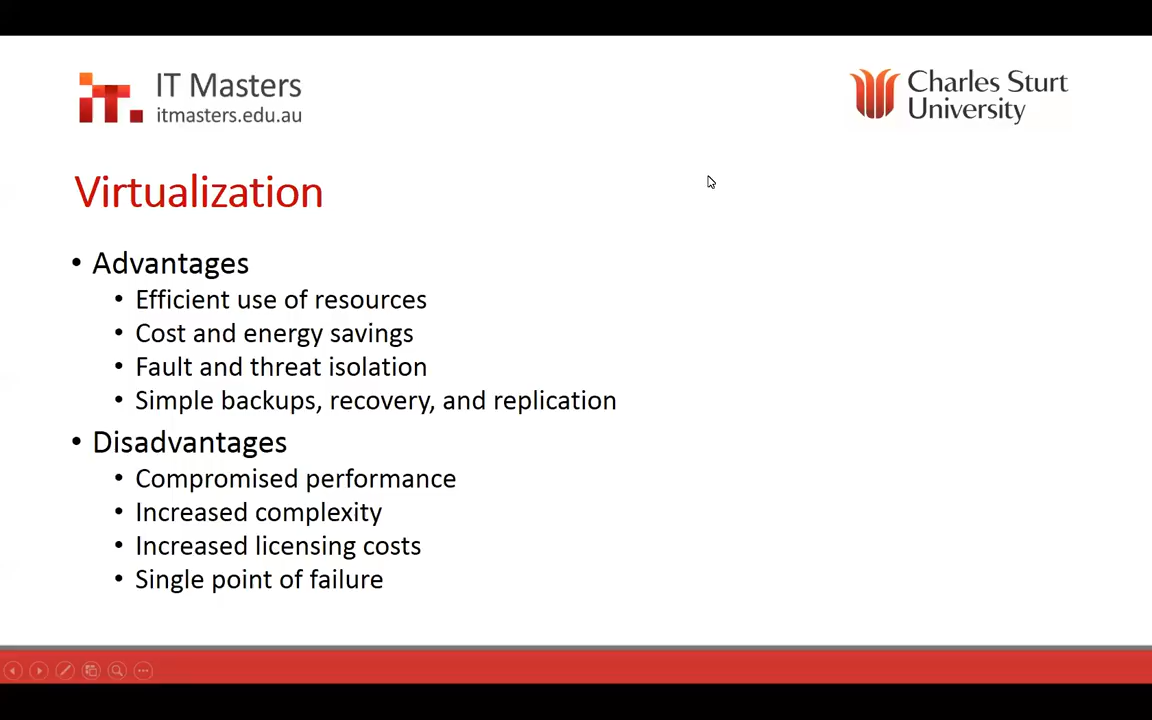 IT Masters
itmasters.edu.au
Charles Sturt
University
Virtualization
• Advantages
• Efficient use of resources
• Cost and energy savings
• Fault and threat isolation
• Simple backups, recovery, and replication
• Disadvantages
• Compromised performance
• Increased complexity
• Increased licensing costs
• Single point of failure